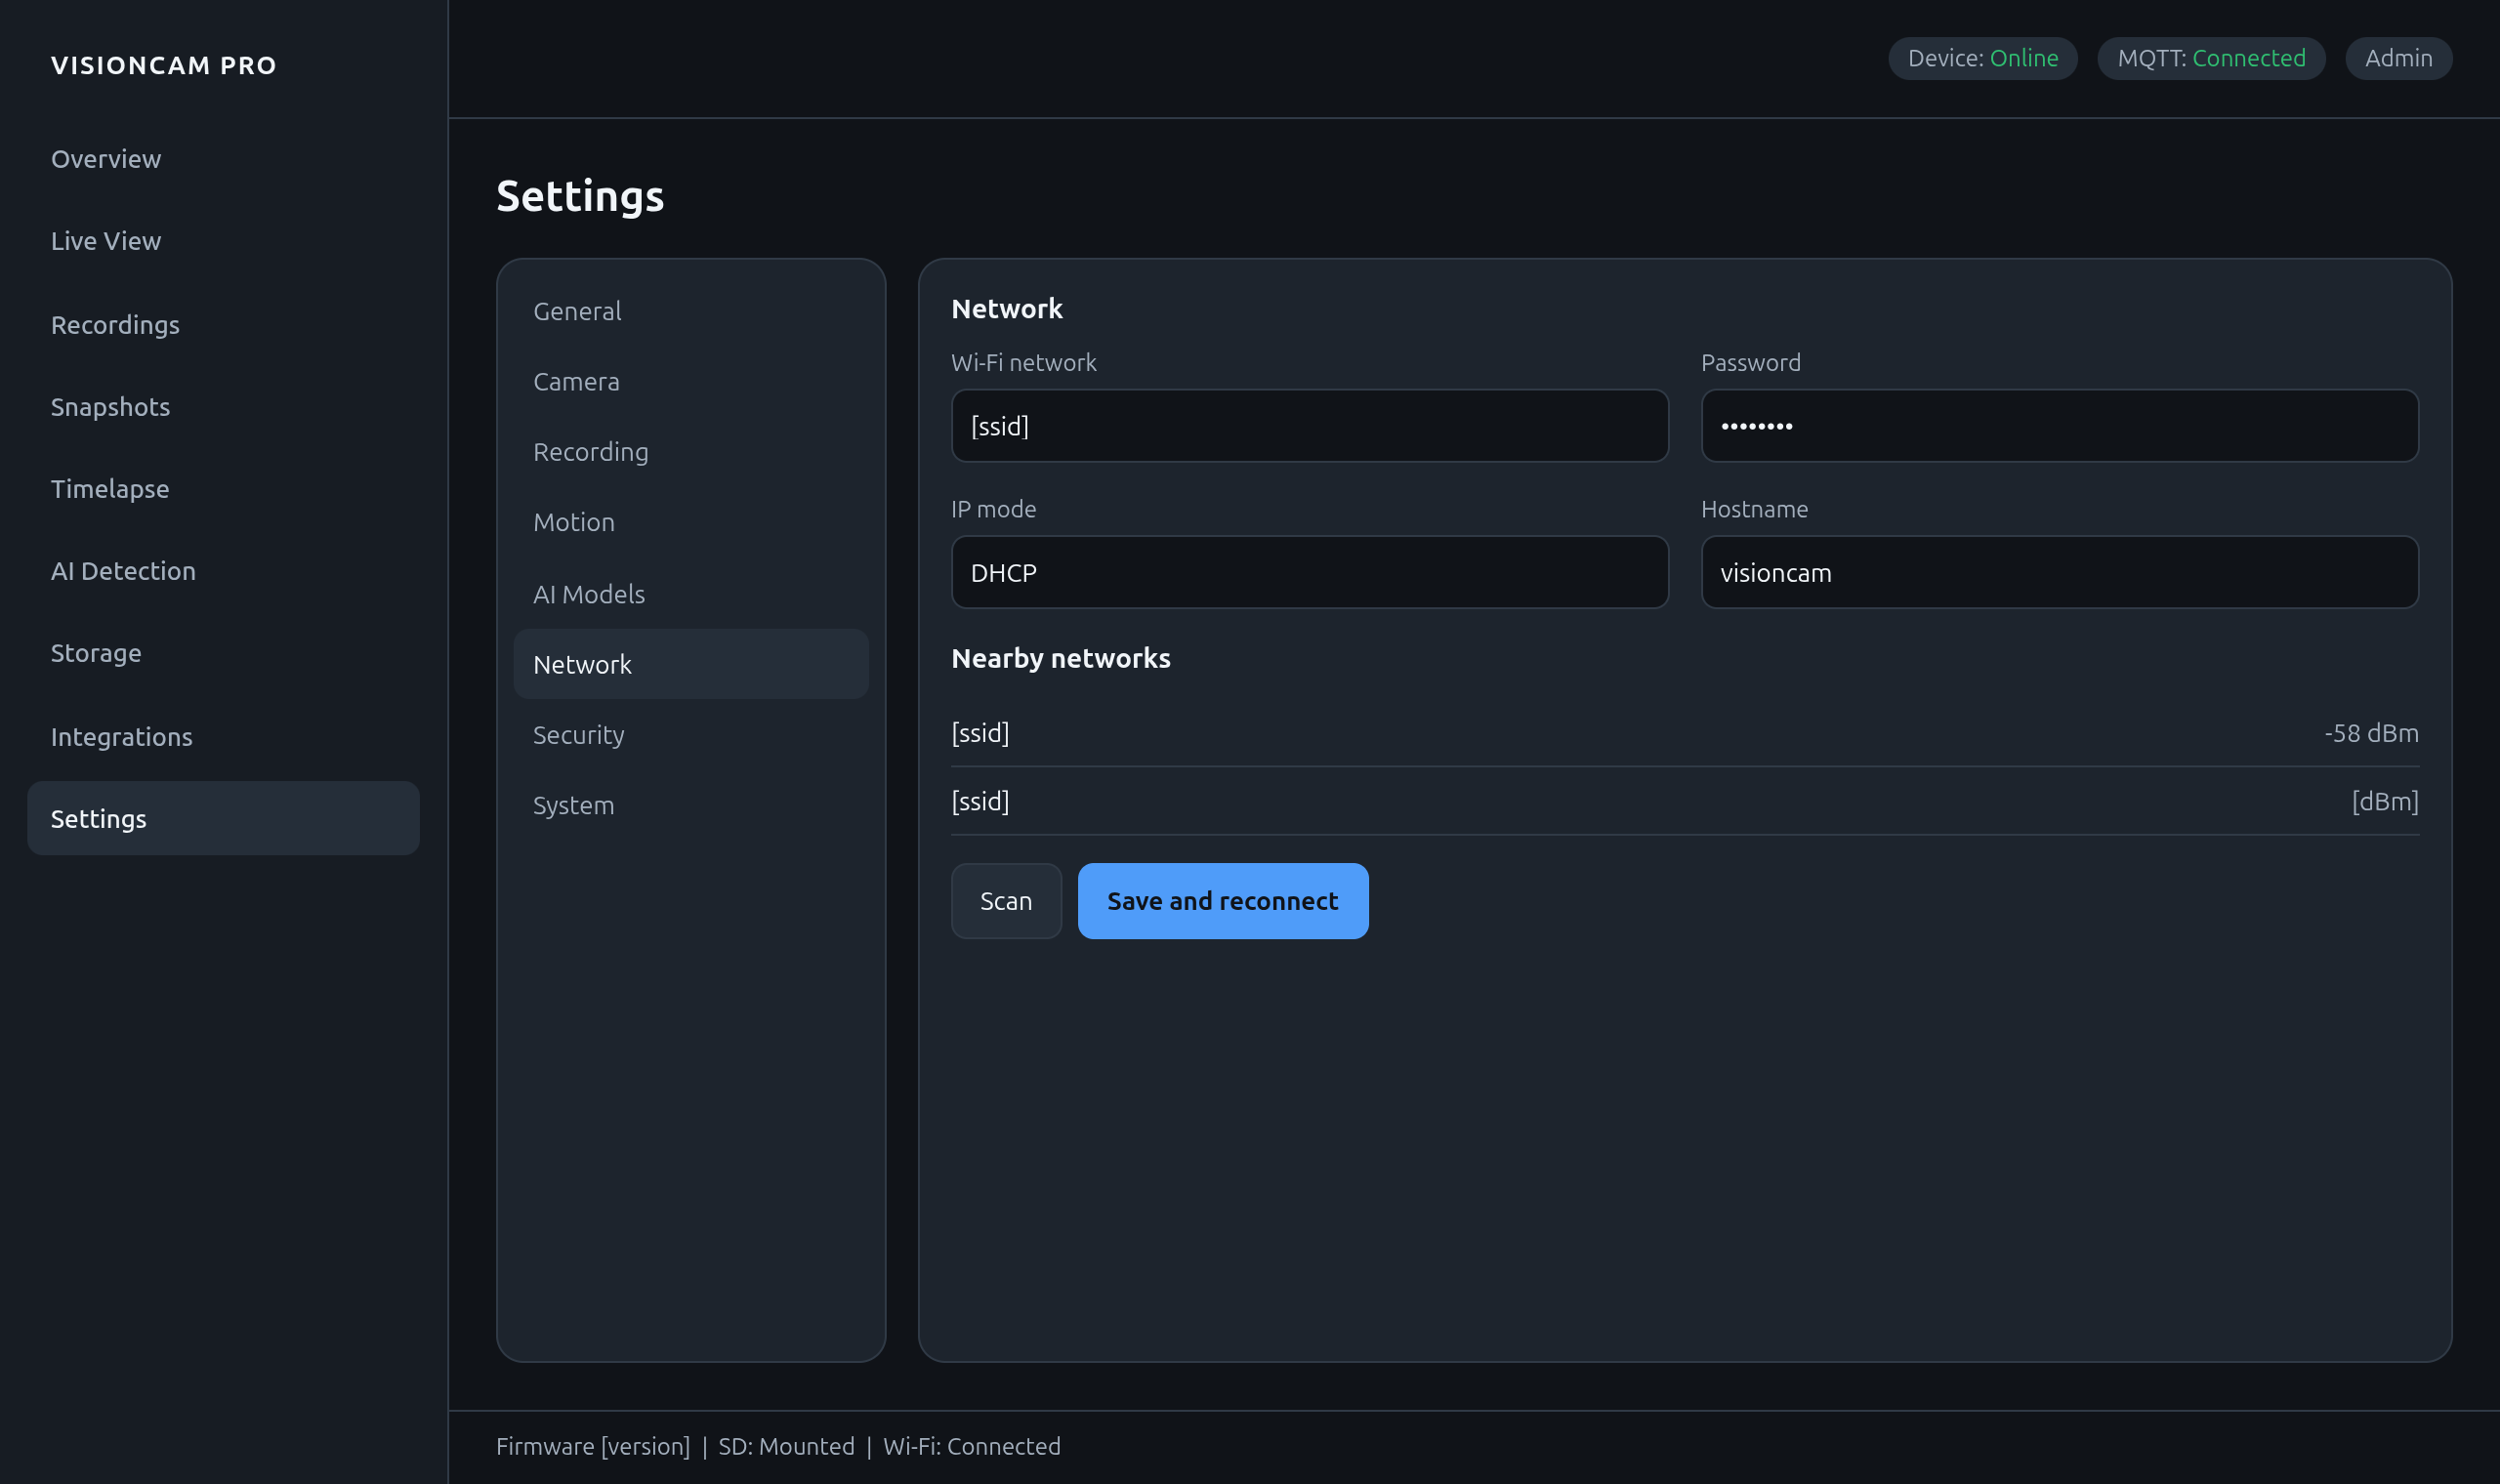 VISIONCAM PRO
Overview
Live View
Recordings
Snapshots
Timelapse
AI Detection
Storage
Integrations
Settings
Device: Online
MQTT: Connected
Admin
Settings
General
Camera
Recording
Motion
AI Models
Network
Security
System
Network
Wi-Fi network
Password
[ssid]
••••••••
IP mode
Hostname
DHCP
visioncam
Nearby networks
[ssid] -58 dBm
[ssid] [dBm]
Scan
Save and reconnect
Firmware [version] | SD: Mounted | Wi-Fi: Connected